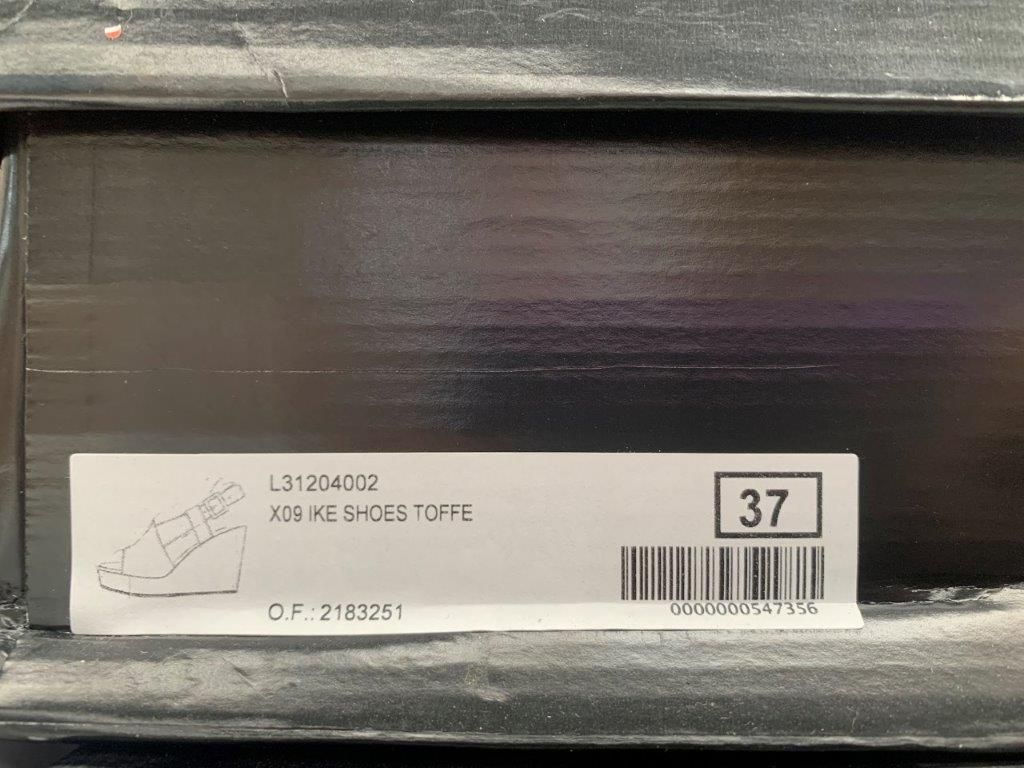 L31204002
X09 IKE SHOES TOFFE
37
0000000547356
O.F.: 2183251